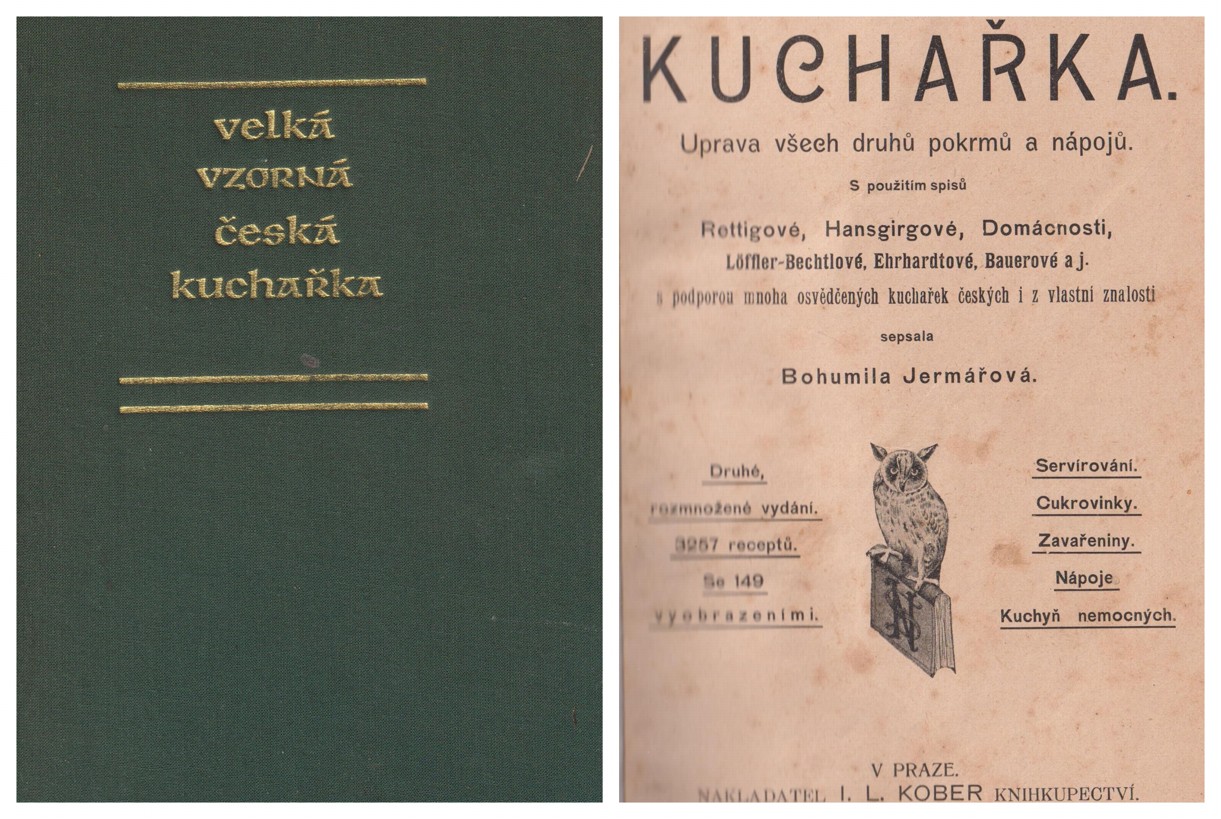 velká
vzorná
česká
kuchařka
KUCHAŘKA.
Uprava všech druhů pokrmů a nápojů.
S použitím spisů
Rettigové, Hansgirgové, Domácnosti,
Löffler-Bechtlové, Ehrhardtové, Bauerové a j.
s podporou mnoha osvědčených kuchařek českých i z vlastní znalosti
sepsala
Bohumila Jermářová.
Druhé,
rozmnožené vydání.
3257 receptů.
Se 149
vyobrazeními.
Servírování.
Cukrovinky.
Zavařeniny.
Nápoje
Kuchyň nemocných.
V PRAZE.
NAKLADATEL I. L. KOBER KNIHKUPECTVÍ.